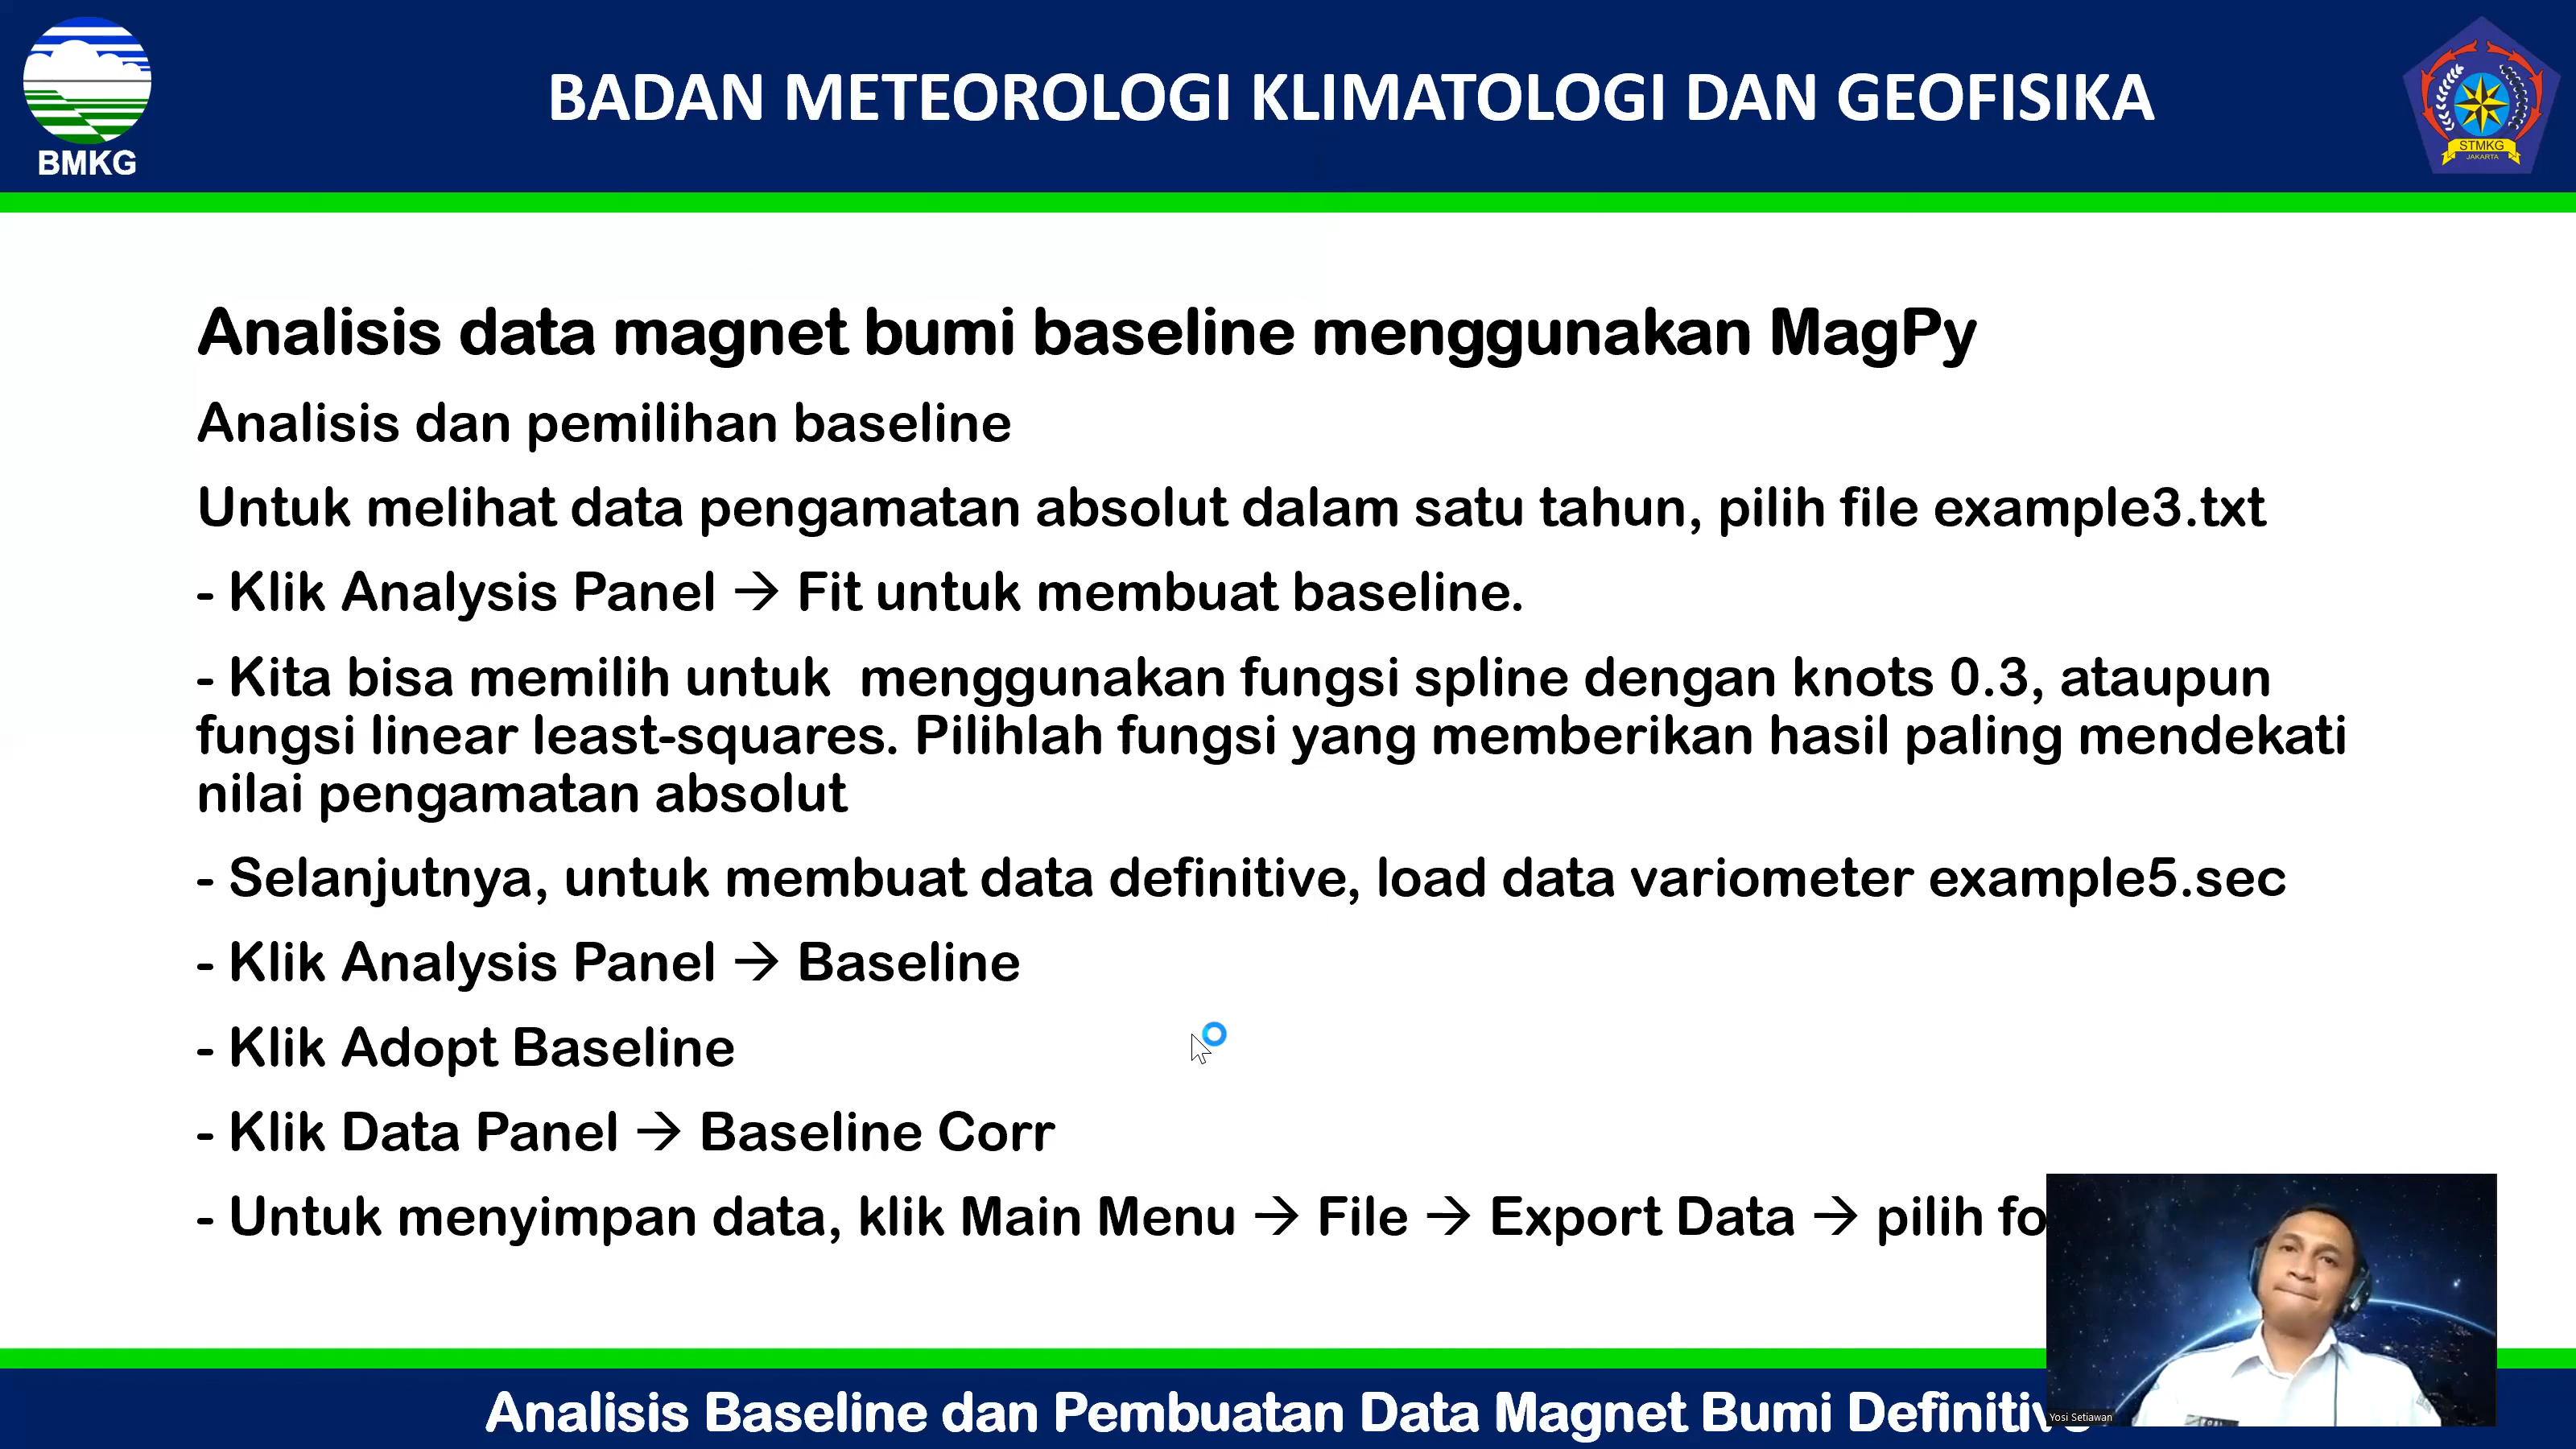 BADAN METEOROLOGI KLIMATOLOGI DAN GEOFISIKA
BMKG
STMKG
JAKARTA
Analisis data magnet bumi baseline menggunakan MagPy
Analisis dan pemilihan baseline
Untuk melihat data pengamatan absolut dalam satu tahun, pilih file example3.txt
- Klik Analysis Panel → Fit untuk membuat baseline.
- Kita bisa memilih untuk  menggunakan fungsi spline dengan knots 0.3, ataupun
fungsi linear least-squares. Pilihlah fungsi yang memberikan hasil paling mendekati
nilai pengamatan absolut
- Selanjutnya, untuk membuat data definitive, load data variometer example5.sec
- Klik Analysis Panel → Baseline
- Klik Adopt Baseline
- Klik Data Panel → Baseline Corr
- Untuk menyimpan data, klik Main Menu → File → Export Data → pilih fo
Analisis Baseline dan Pembuatan Data Magnet Bumi Definitiv
Yosi Setiawan